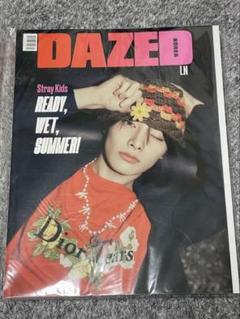 DAZED
KOREA
LN
Stray Kids
READY,
WET,
SUMMER!
Dior